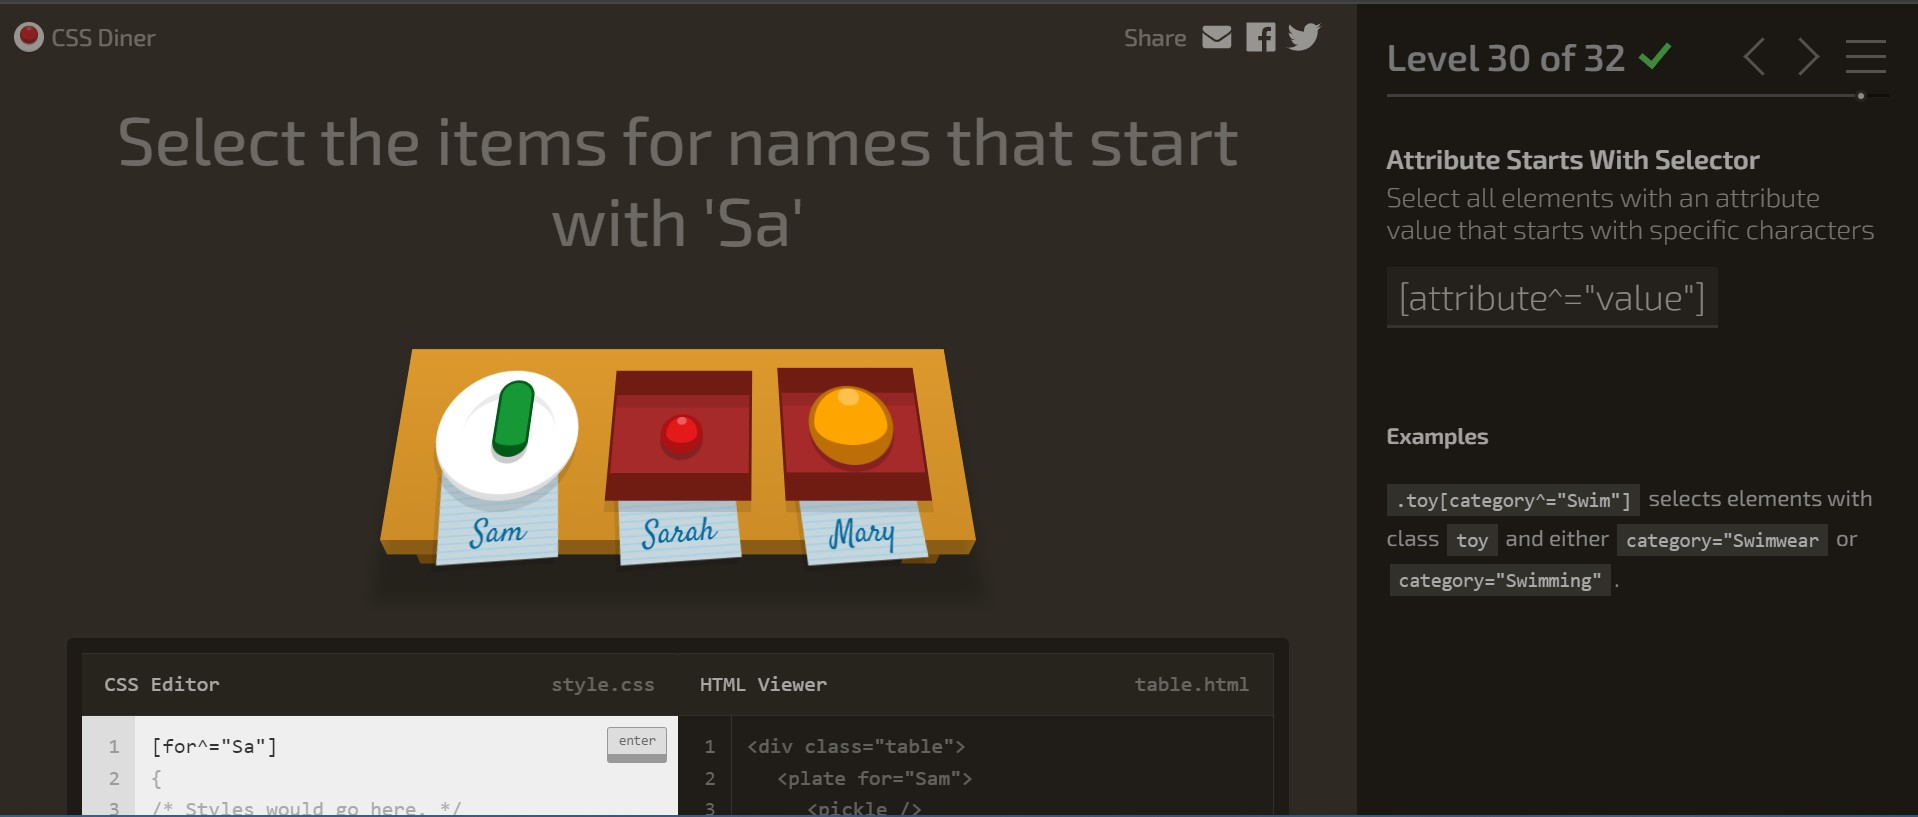 CSS Diner
Share
Select the items for names that start
with 'Sa'
Sam
Sarah
Mary
CSS Editor style.css
HTML Viewer table.html
1 [for^="Sa"] enter
2 {
3 /* Styles would go here. */
1 <div class="table">
2 <plate for="Sam">
3 <pickle />
Level 30 of 32
Attribute Starts With Selector
Select all elements with an attribute
value that starts with specific characters
[attribute^="value"]
Examples
.toy[category^="Swim"] selects elements with
class toy and either category="Swimwear or
category="Swimming" .